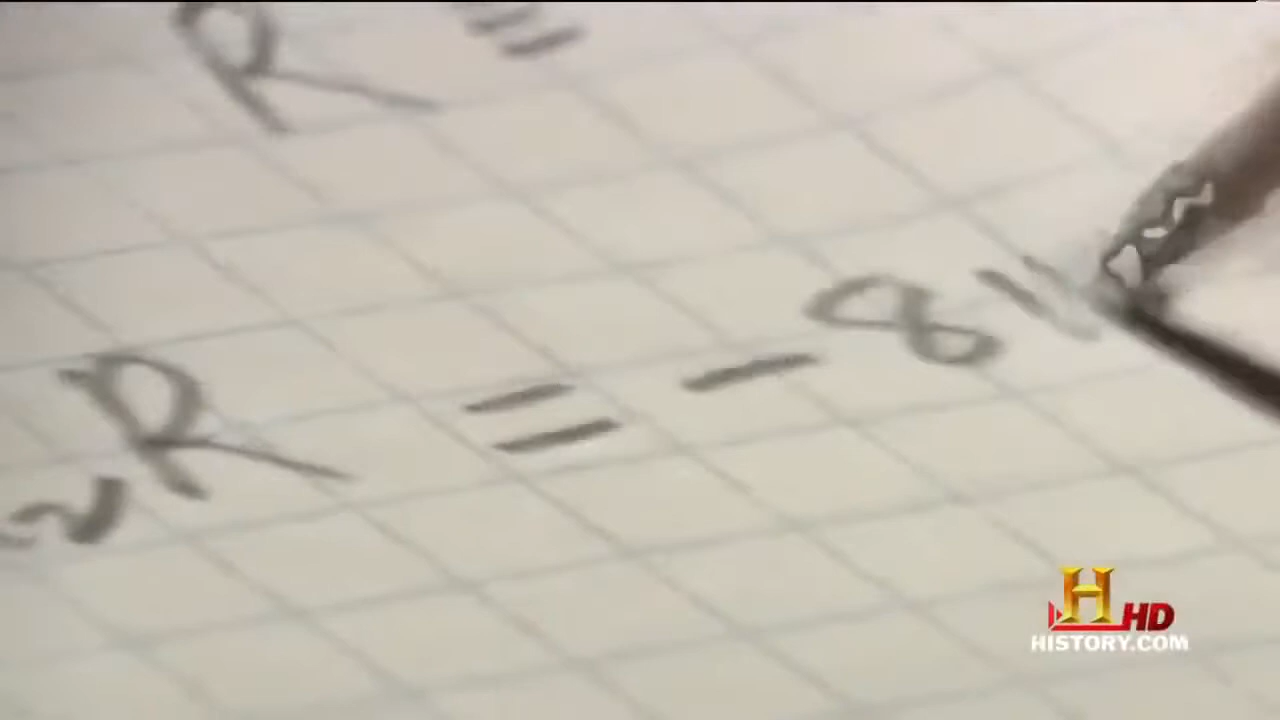 R =
R = - 8
H HD
HISTORY.COM